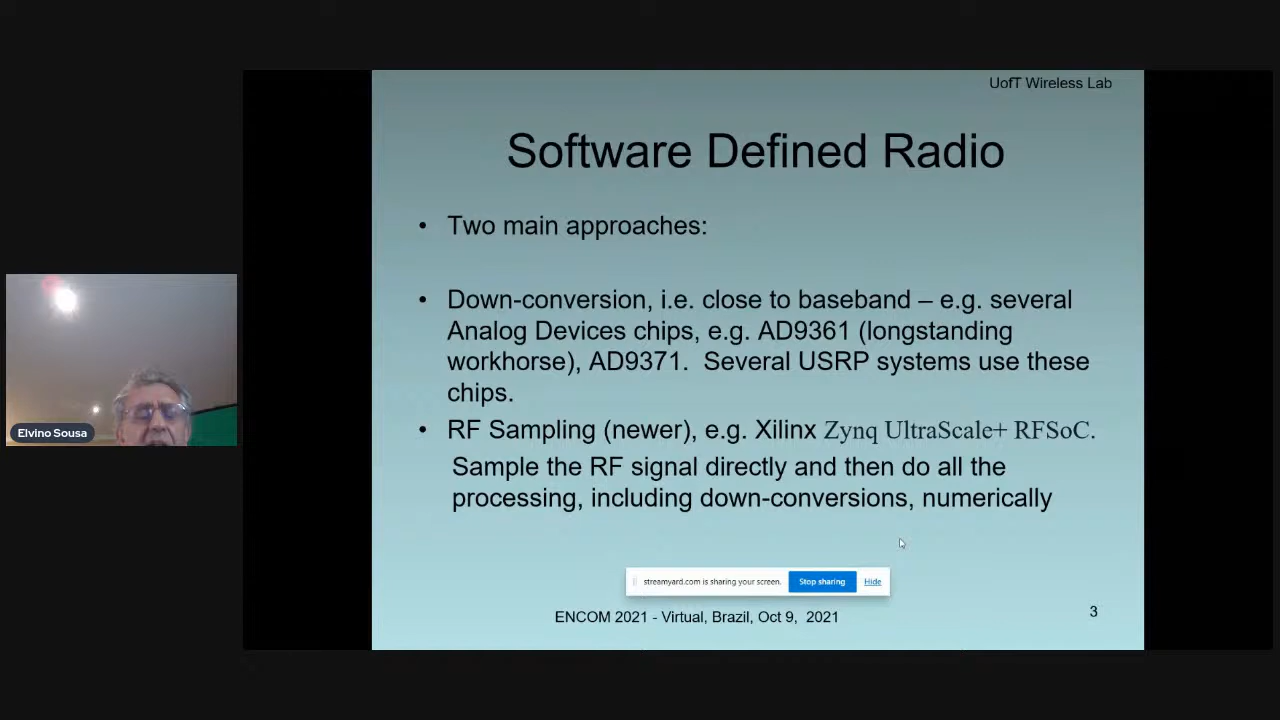 UofT Wireless Lab
Software Defined Radio
• Two main approaches:
• Down-conversion, i.e. close to baseband – e.g. several
Analog Devices chips, e.g. AD9361 (longstanding
workhorse), AD9371.  Several USRP systems use these
chips.
• RF Sampling (newer), e.g. Xilinx Zynq UltraScale+ RFSoC.
Sample the RF signal directly and then do all the
processing, including down-conversions, numerically
Elvino Sousa
streamyard.com is sharing your screen. Stop sharing Hide
ENCOM 2021 - Virtual, Brazil, Oct 9,  2021
3